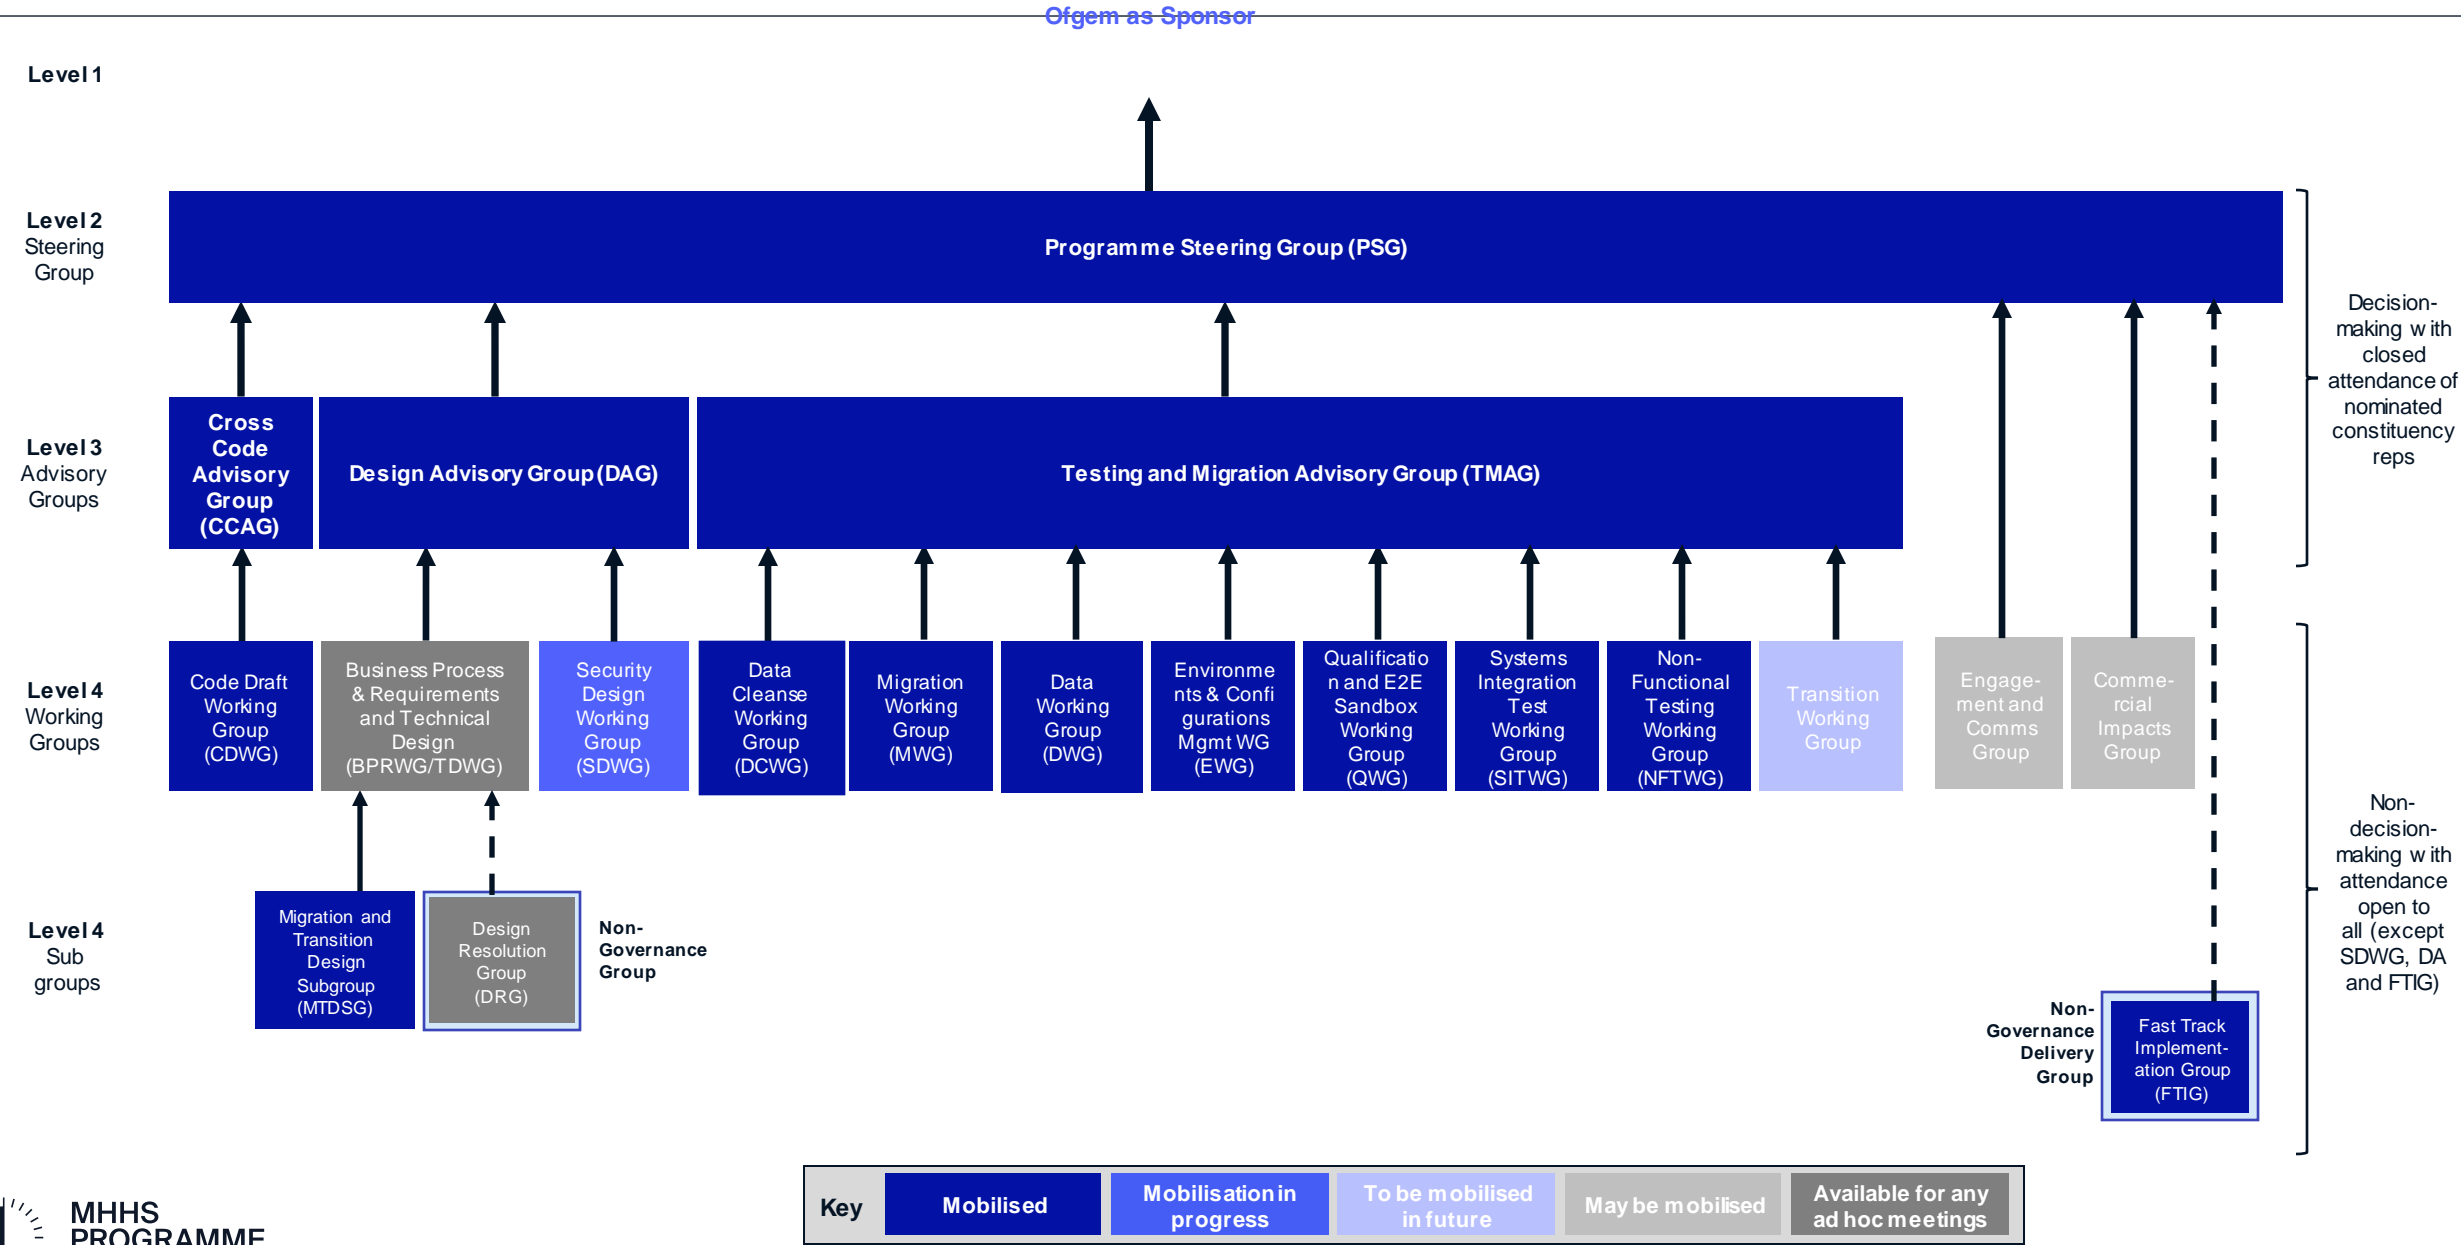 Ofgem as Sponsor
Level 1
Level 2
Steering
Group
Programme Steering Group (PSG)
Decision-
making with
closed
attendance of
nominated
constituency
reps
Level 3
Advisory
Groups
Cross
Code
Advisory
Group
(CCAG)
Design Advisory Group (DAG)
Testing and Migration Advisory Group (TMAG)
Level 4
Working
Groups
Code Draft
Working
Group
(CDWG)
Business Process
& Requirements
and Technical
Design
(BPRWG/TDWG)
Security
Design
Working
Group
(SDWG)
Data
Cleanse
Working
Group
(DCWG)
Migration
Working
Group
(MWG)
Data
Working
Group
(DWG)
Environme
nts & Confi
gurations
Mgmt WG
(EWG)
Qualificatio
n and E2E
Sandbox
Working
Group
(QWG)
Systems
Integration
Test
Working
Group
(SITWG)
Non-
Functional
Testing
Working
Group
(NFTWG)
Transition
Working
Group
Engage-
ment and
Comms
Group
Comme-
rcial
Impacts
Group
Non-
decision-
making with
attendance
open to
all (except
SDWG, DA
and FTIG)
Level 4
Sub
groups
Migration and
Transition
Design
Subgroup
(MTDSG)
Design
Resolution
Group
(DRG)
Non-
Governance
Group
Non-
Governance
Delivery
Group
Fast Track
Implement-
ation Group
(FTIG)
Key
Mobilised
Mobilisation in
progress
To be mobilised
in future
May be mobilised
Available for any
ad hoc meetings
MHHS
PROGRAMME